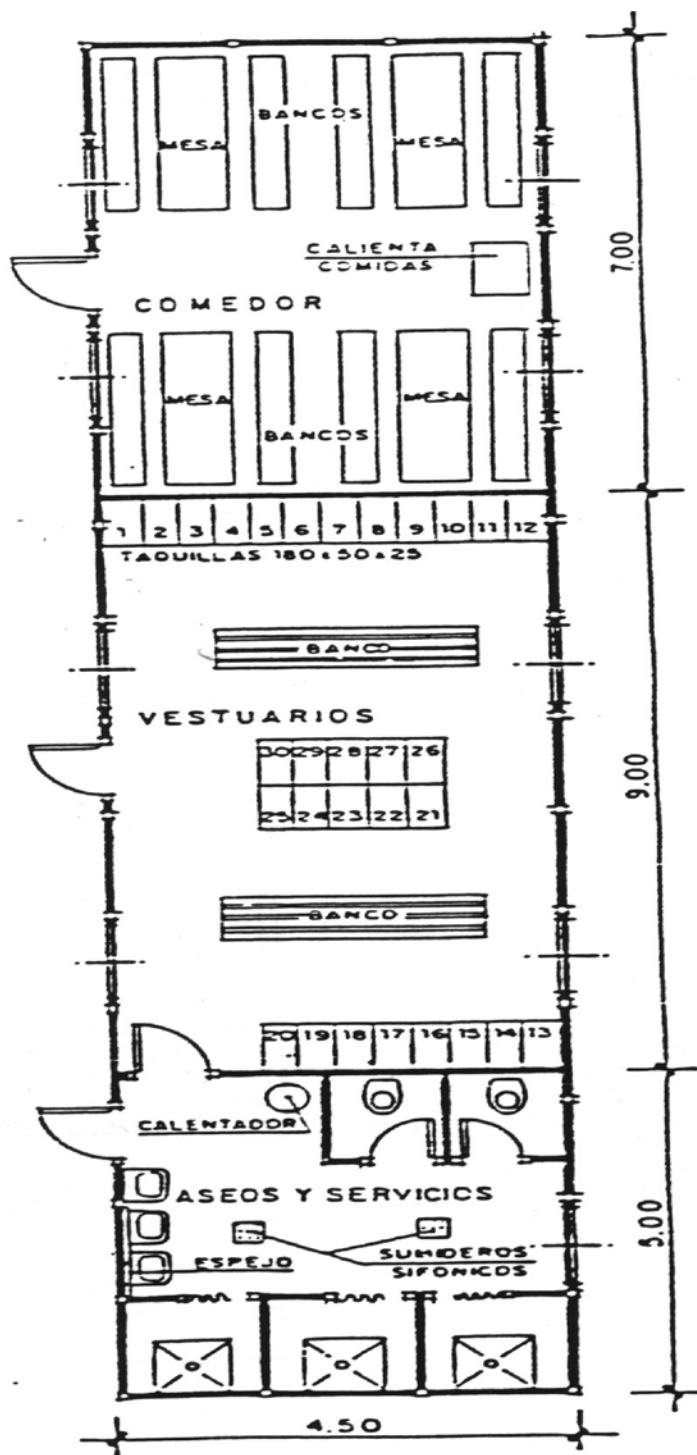 BANCOS
MESA
MESA
CALIENTA
COMIDAS
7.00
COMEDOR
MESA
MESA
BANCOS
1 2 3 4 5 6 7 8 9 10 11 12
TAQUILLAS 180x50x25
BANCO
VESTUARIOS
30 29 28 27 26
9.00
25 24 23 22 21
BANCO
20 19 18 17 16 15 14 13
CALENTADOR
ASEOS Y SERVICIOS
5.00
ESPEJO
SUMIDEROS
SIFONICOS
4.50